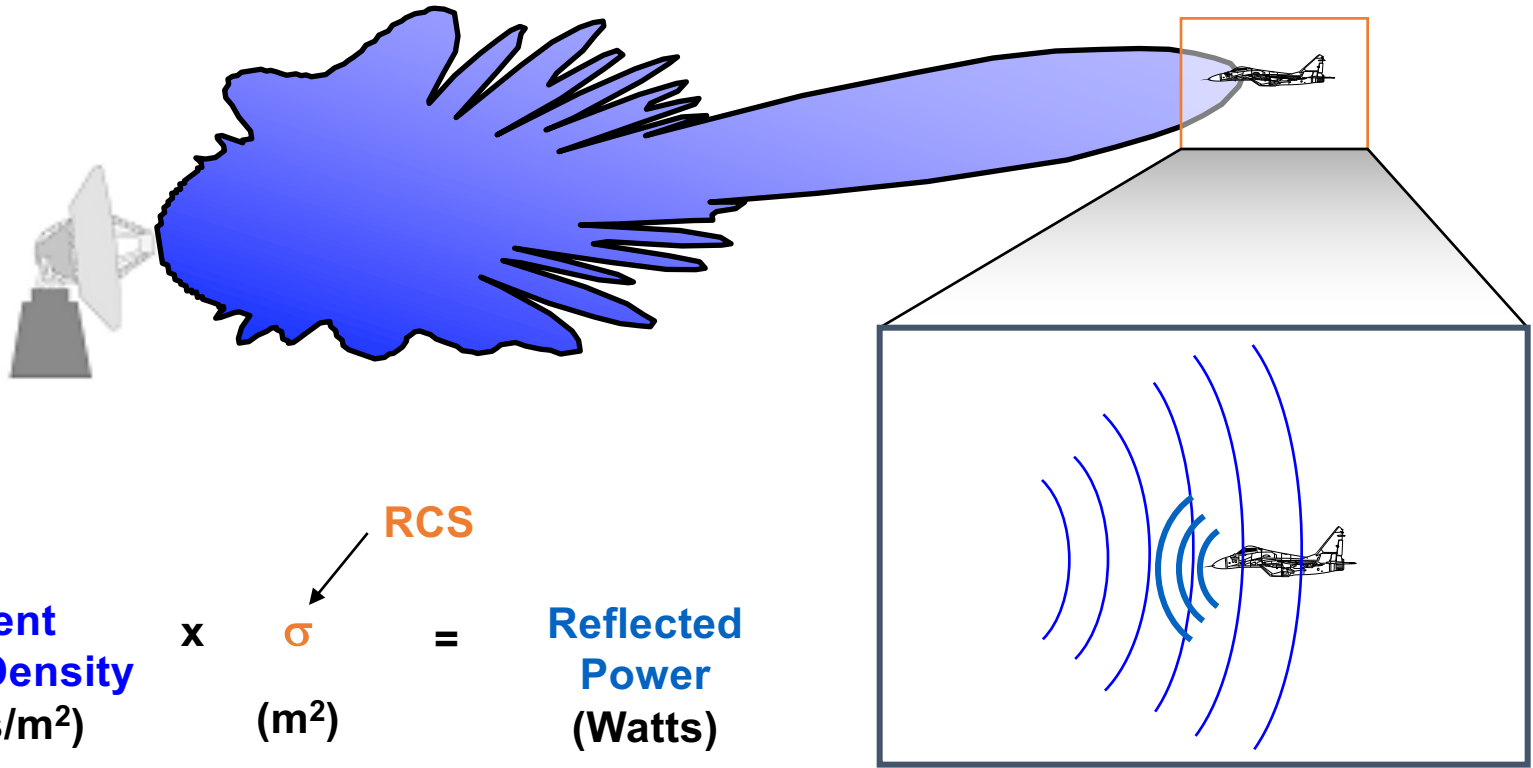 RCS
ent x σ = Reflected
Density Power
s/m²) (m²) (Watts)